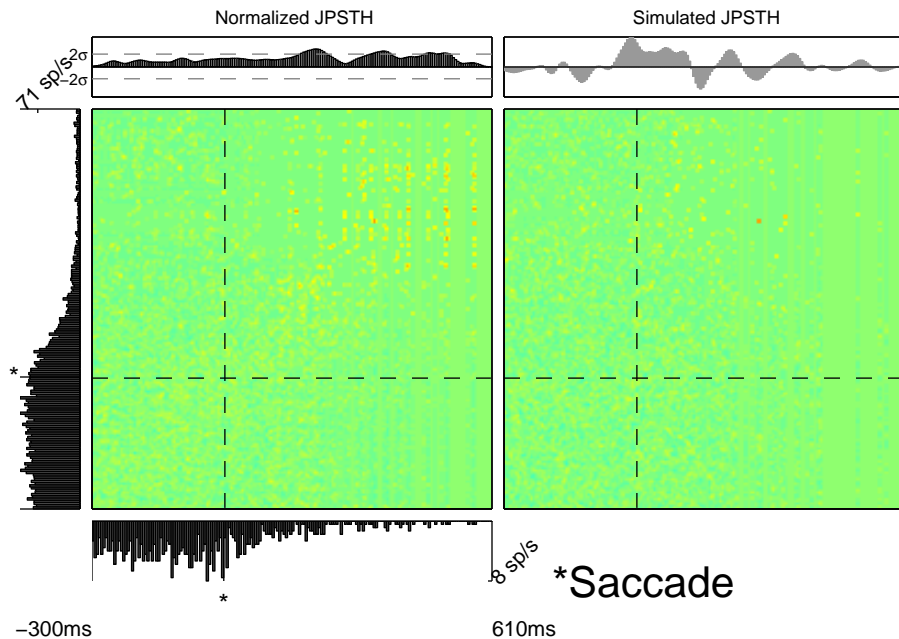 Normalized JPSTH
Simulated JPSTH
71 sp/s
2σ
−2σ
*
8 sp/s
*
*Saccade
−300ms
610ms